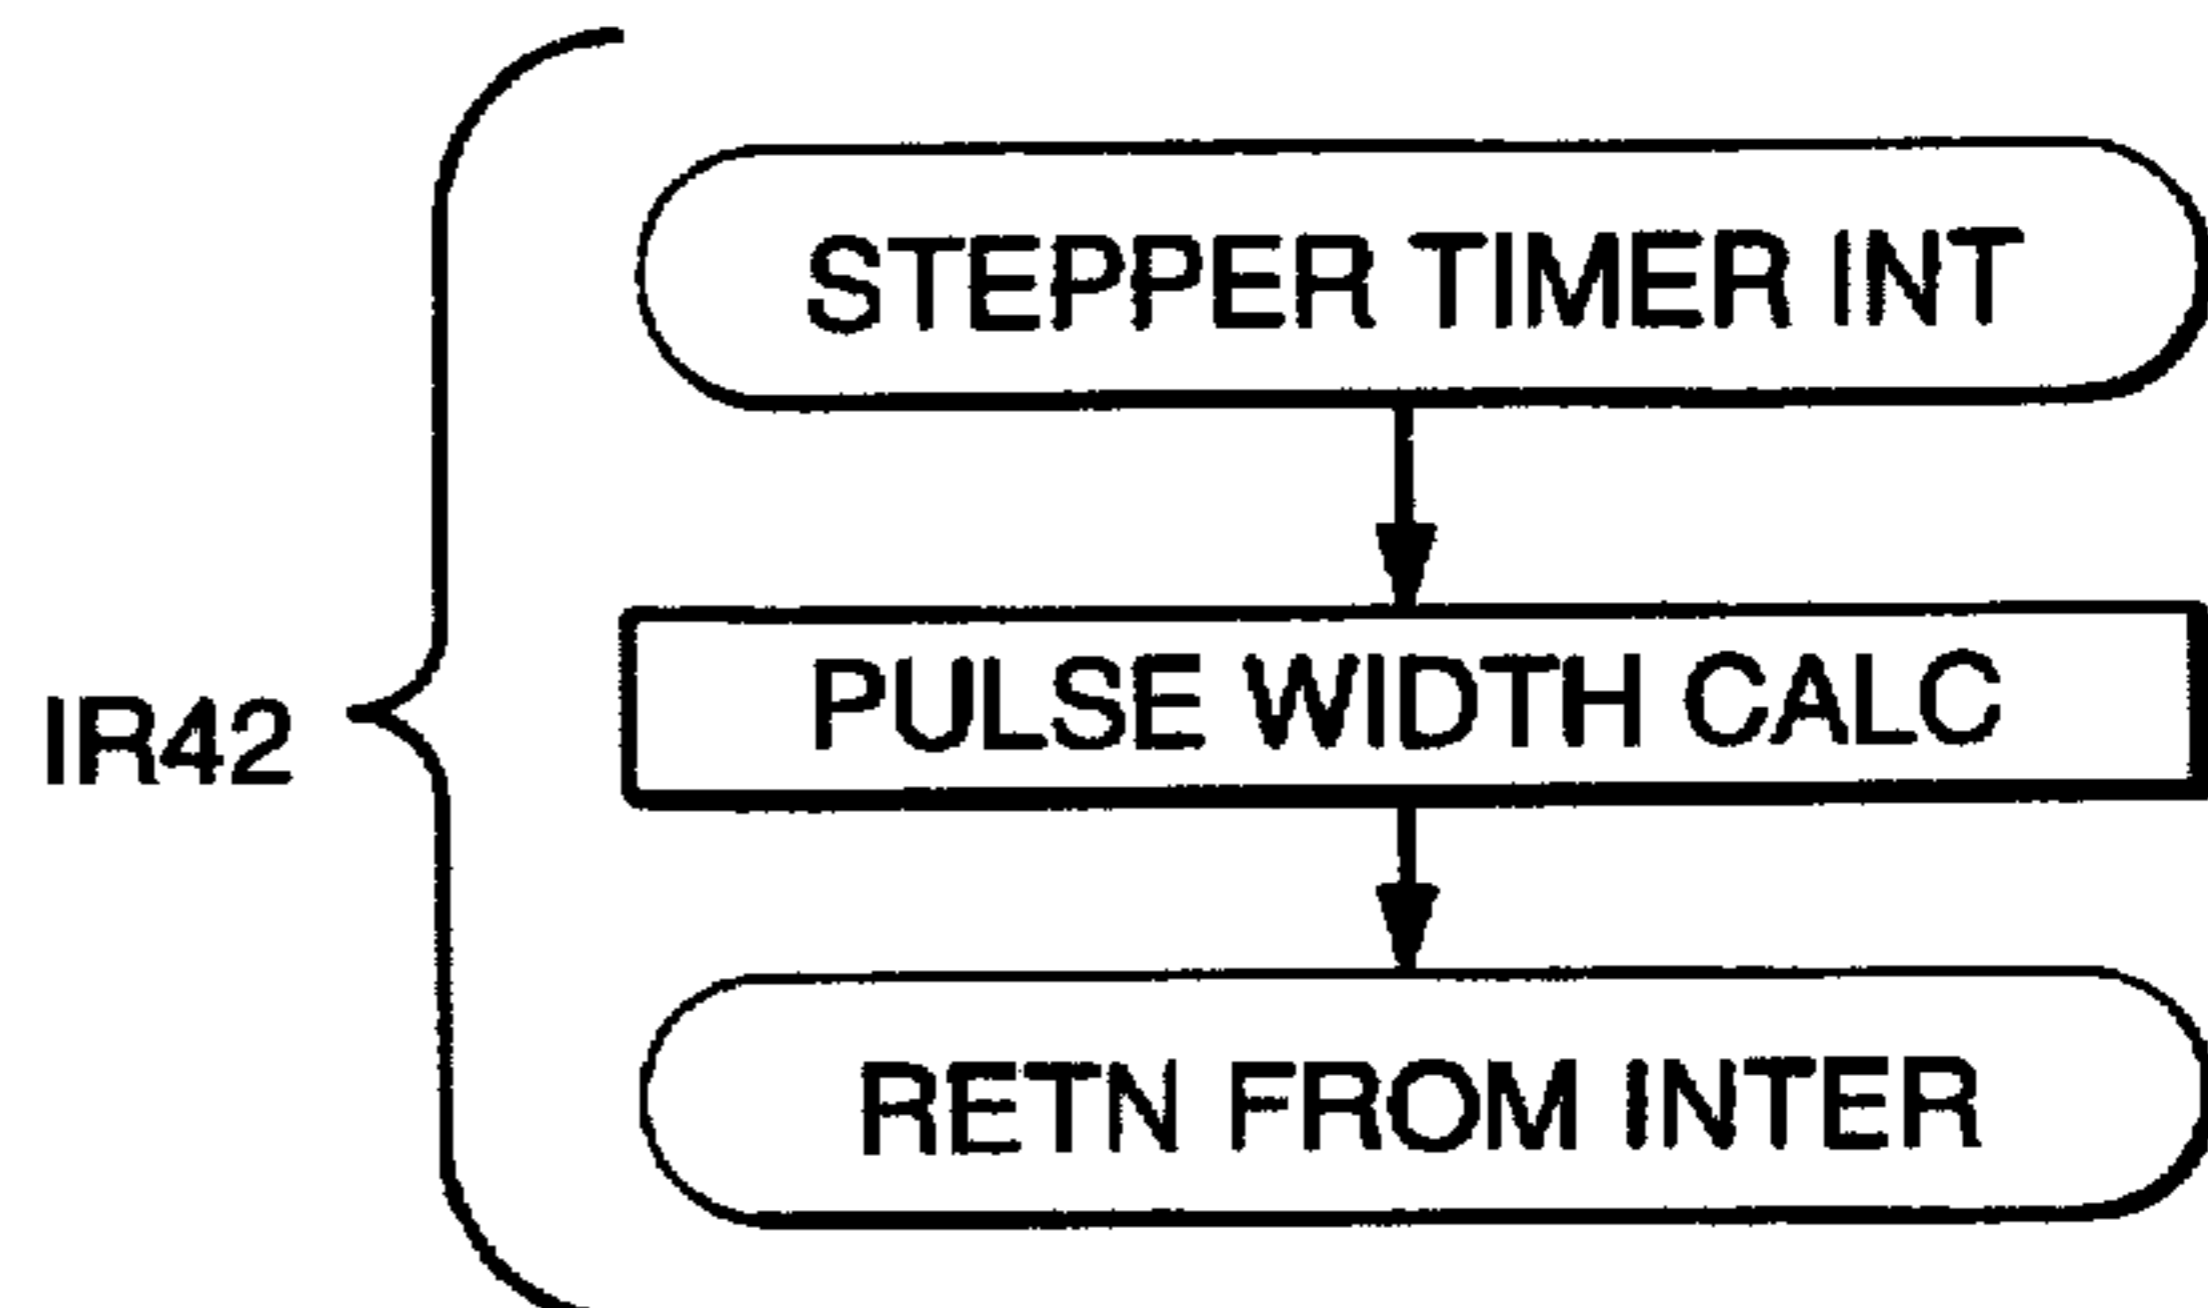 STEPPER TIMER INT
PULSE WIDTH CALC
IR42
RETN FROM INTER